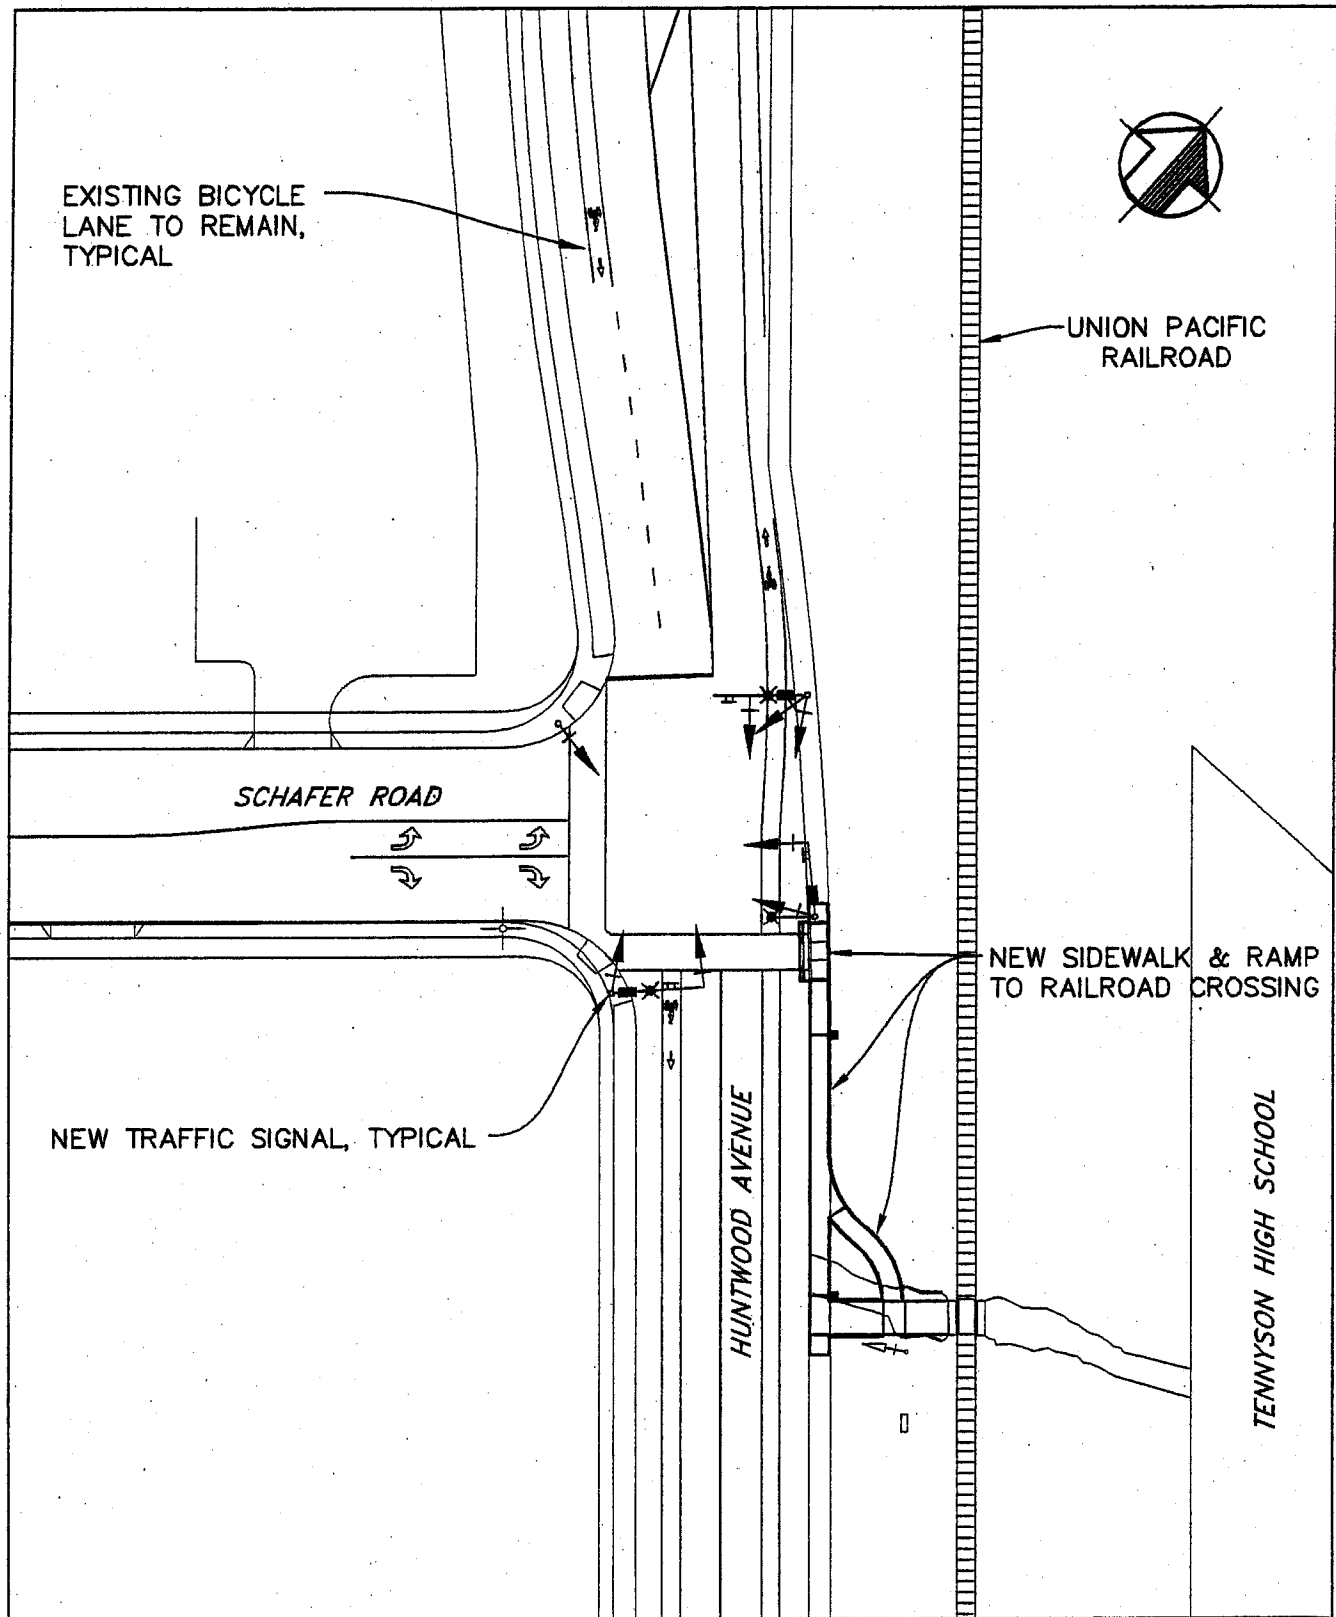 EXISTING BICYCLE
LANE TO REMAIN,
TYPICAL
UNION PACIFIC
RAILROAD
SCHAFER ROAD
NEW SIDEWALK & RAMP
TO RAILROAD CROSSING
NEW TRAFFIC SIGNAL, TYPICAL
HUNTWOOD AVENUE
TENNYSON HIGH SCHOOL